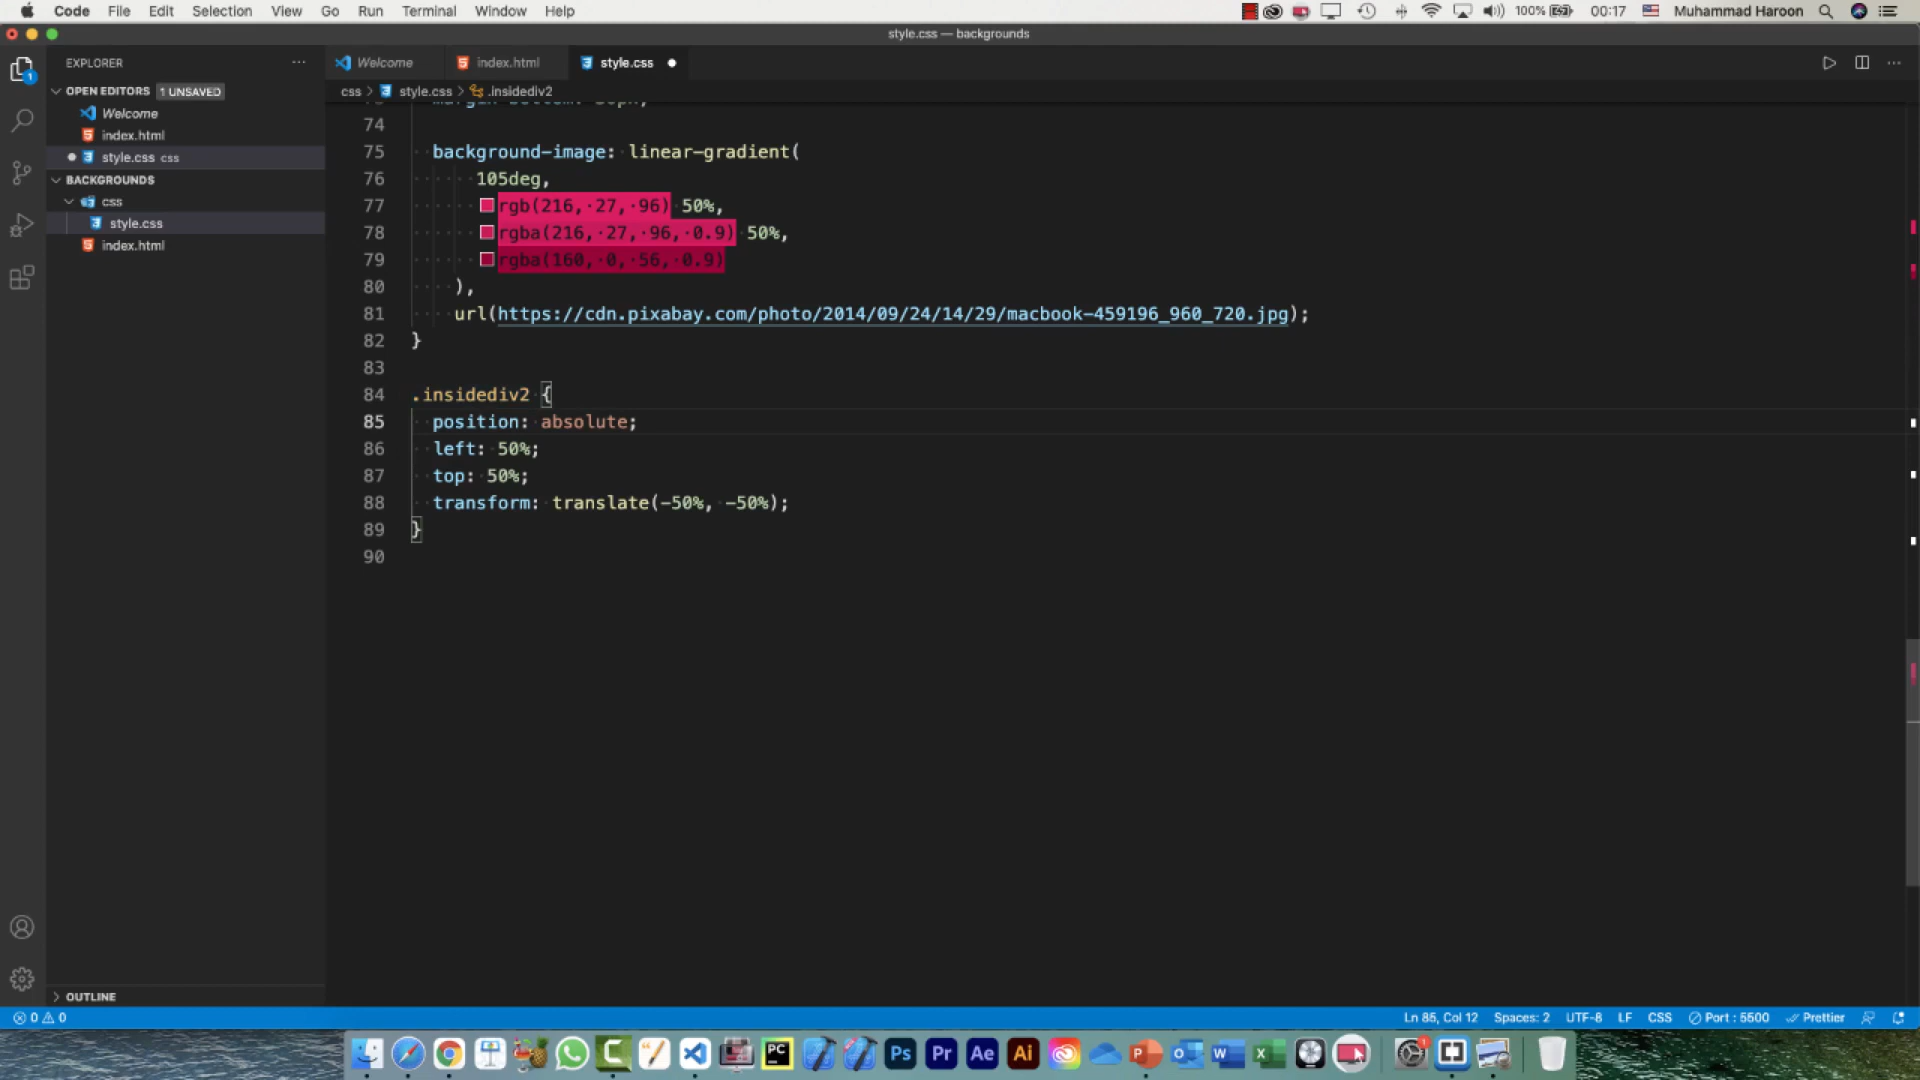 Code File Edit Selection View Go Run Terminal Window Help 100% 00:17 Muhammad Haroon
style.css — backgrounds
EXPLORER
Welcome index.html style.css
OPEN EDITORS 1 UNSAVED
css > style.css > .insidediv2
Welcome
index.html
style.css css
BACKGROUNDS
css
style.css
index.html
OUTLINE
74
75 background-image: linear-gradient(
76 105deg,
77 rgb(216, 27, 96) 50%,
78 rgba(216, 27, 96, 0.9) 50%,
79 rgba(160, 0, 56, 0.9)
80 ),
81 url(https://cdn.pixabay.com/photo/2014/09/24/14/29/macbook-459196_960_720.jpg);
82 }
83
84 .insidediv2 {
85 position: absolute;
86 left: 50%;
87 top: 50%;
88 transform: translate(-50%, -50%);
89 }
90
0 0 Ln 85, Col 12 Spaces: 2 UTF-8 LF CSS Port : 5500 Prettier
PC Ps Pr Ae Ai